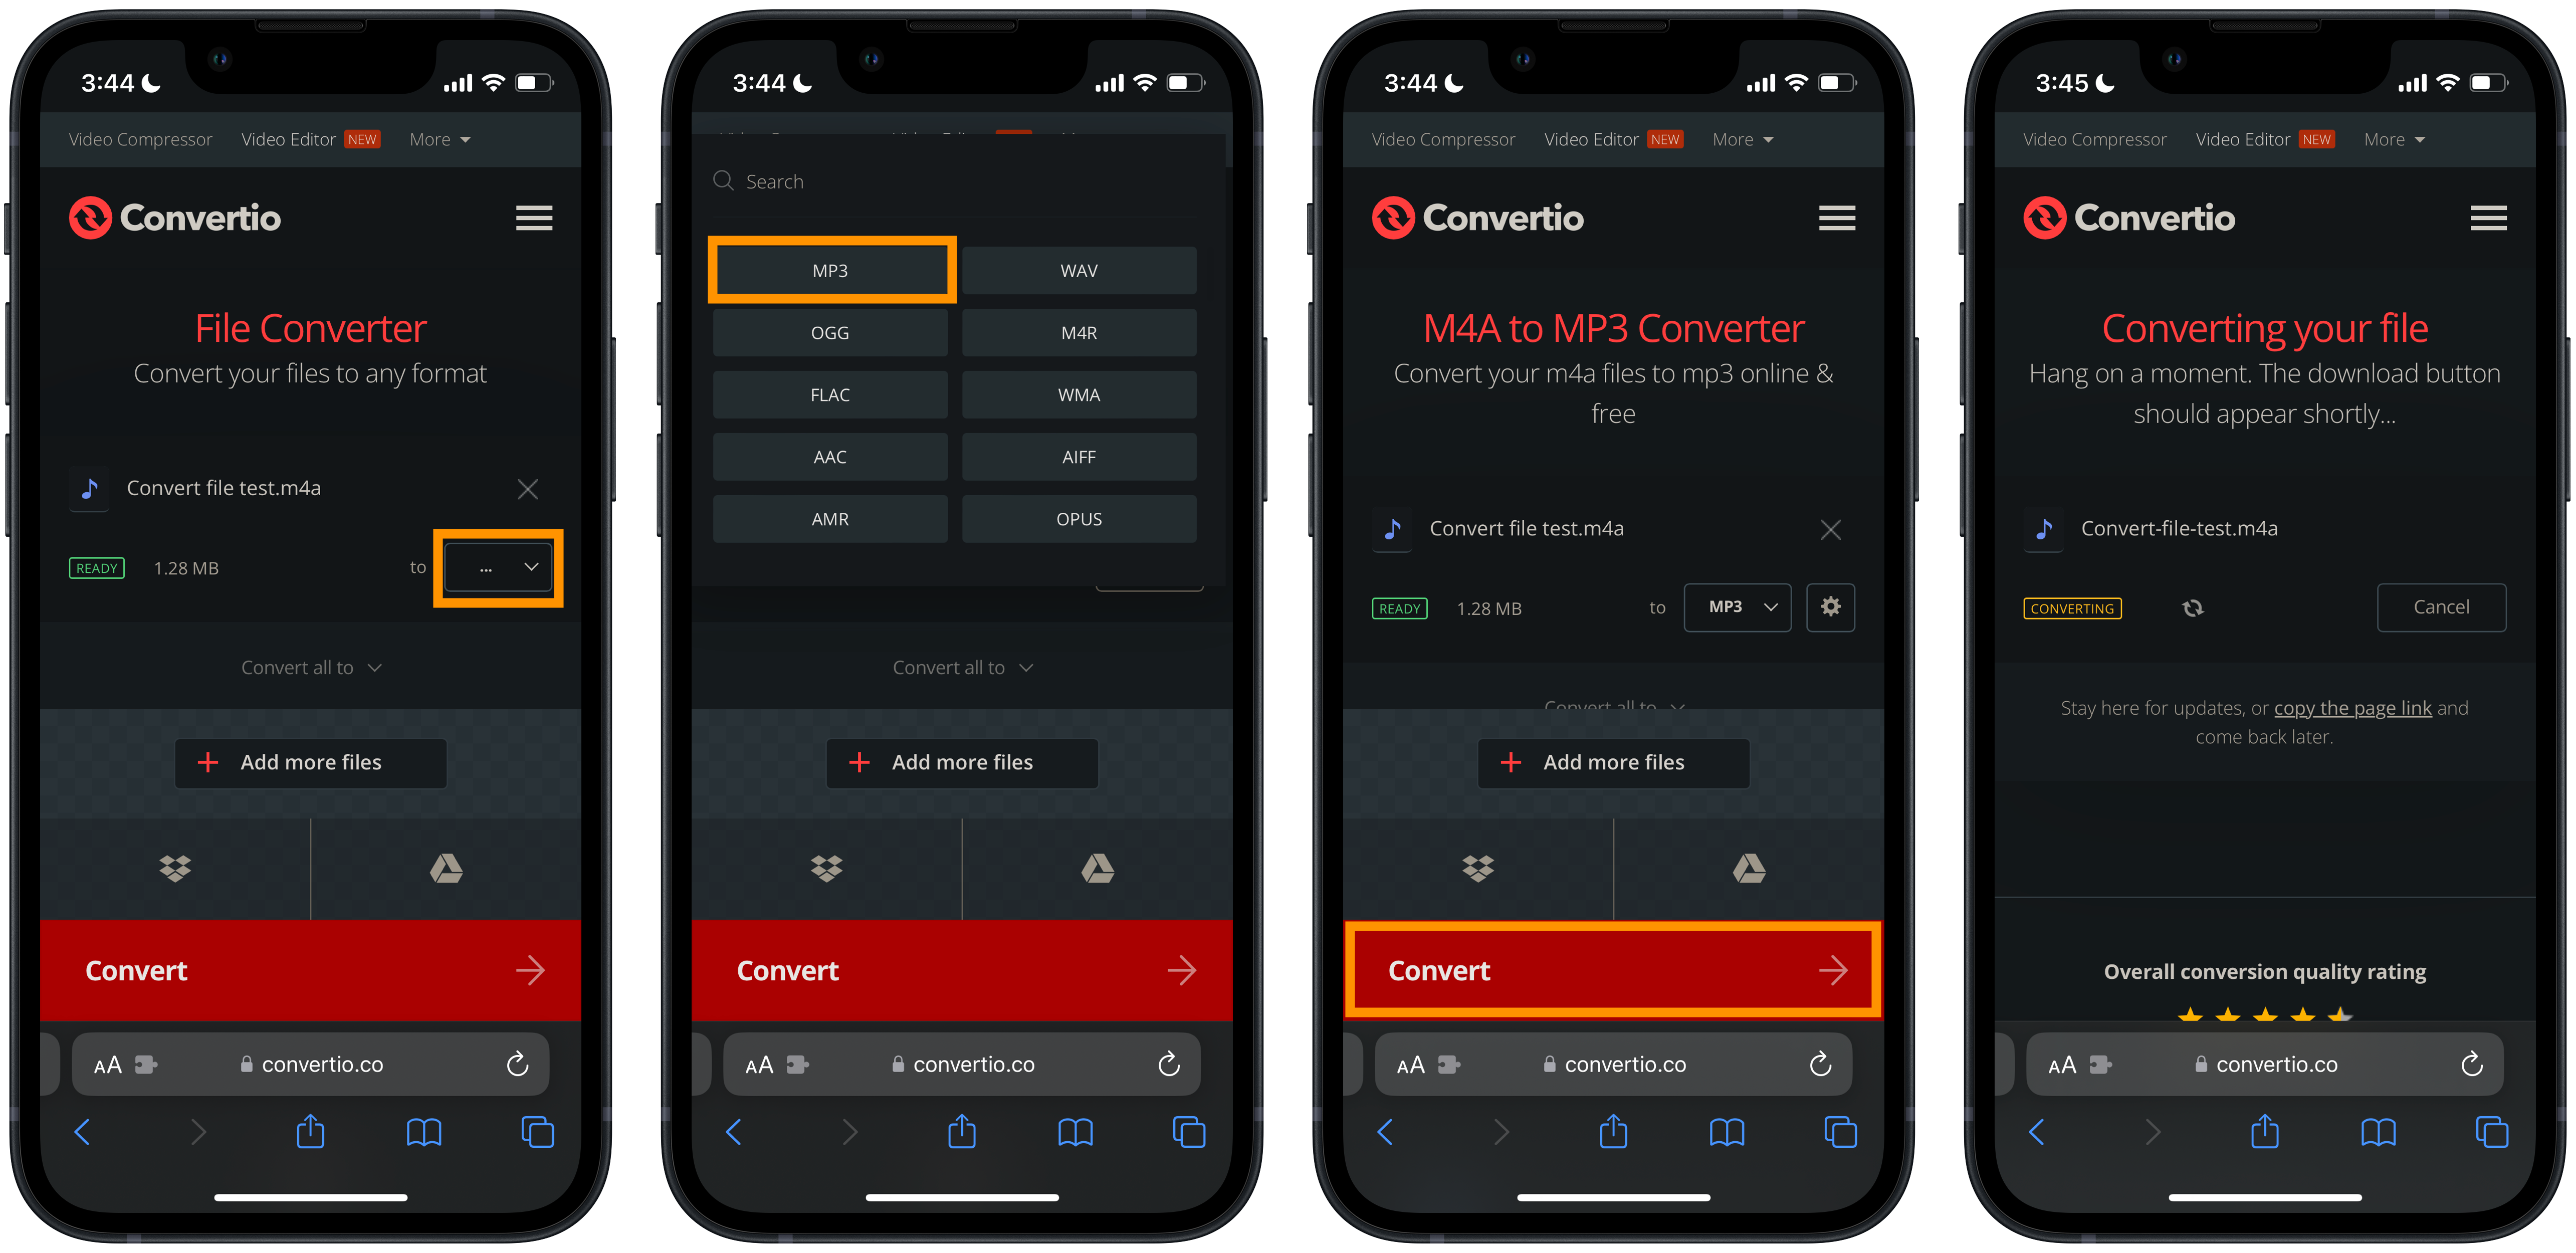 3:44
Video Compressor Video Editor NEW More
Convertio
File Converter
Convert your files to any format
Convert file test.m4a
READY 1.28 MB to ...
Convert all to
Add more files
Convert
AA convertio.co
3:44
Search
MP3 WAV
OGG M4R
FLAC WMA
AAC AIFF
AMR OPUS
Convert all to
Add more files
Convert
AA convertio.co
3:44
Video Compressor Video Editor NEW More
Convertio
M4A to MP3 Converter
Convert your m4a files to mp3 online &
free
Convert file test.m4a
READY 1.28 MB to MP3
Convert all to
Add more files
Convert
AA convertio.co
3:45
Video Compressor Video Editor NEW More
Convertio
Converting your file
Hang on a moment. The download button
should appear shortly...
Convert-file-test.m4a
CONVERTING Cancel
Stay here for updates, or copy the page link and
come back later.
Overall conversion quality rating
AA convertio.co